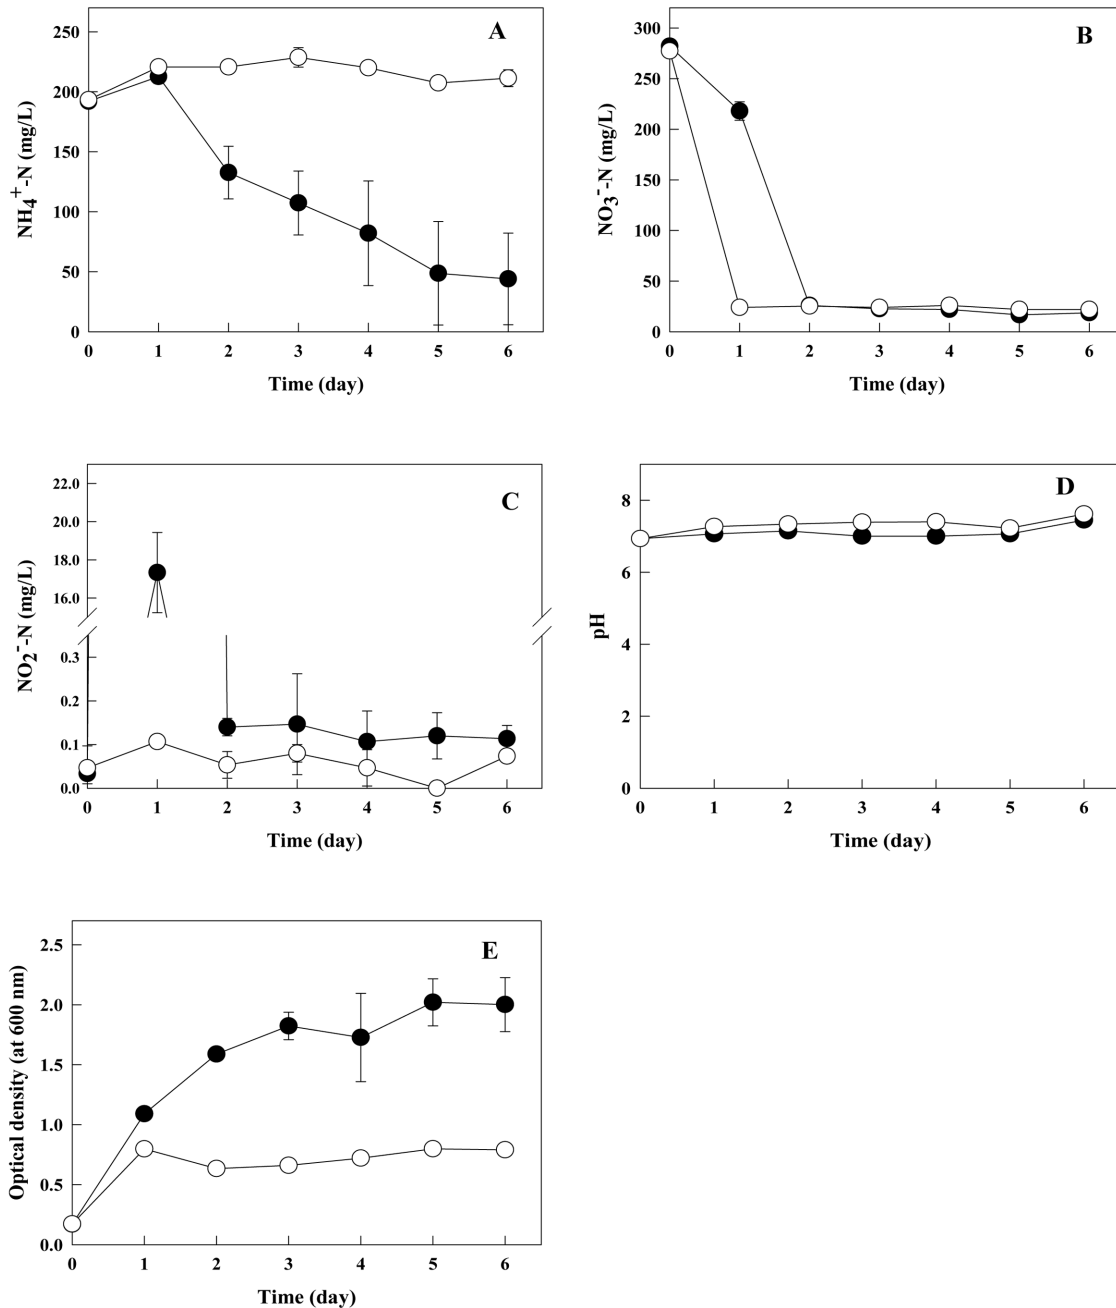 A
NH4+-N (mg/L)
250
200
150
100
50
0
0 1 2 3 4 5 6
Time (day)
B
NO3--N (mg/L)
300
250
200
150
100
50
0
0 1 2 3 4 5 6
Time (day)
C
NO2--N (mg/L)
22.0
20.0
18.0
16.0
0.3
0.2
0.1
0.0
0 1 2 3 4 5 6
Time (day)
D
pH
8
6
4
2
0
0 1 2 3 4 5 6
Time (day)
E
Optical density (at 600 nm)
2.5
2.0
1.5
1.0
0.5
0.0
0 1 2 3 4 5 6
Time (day)